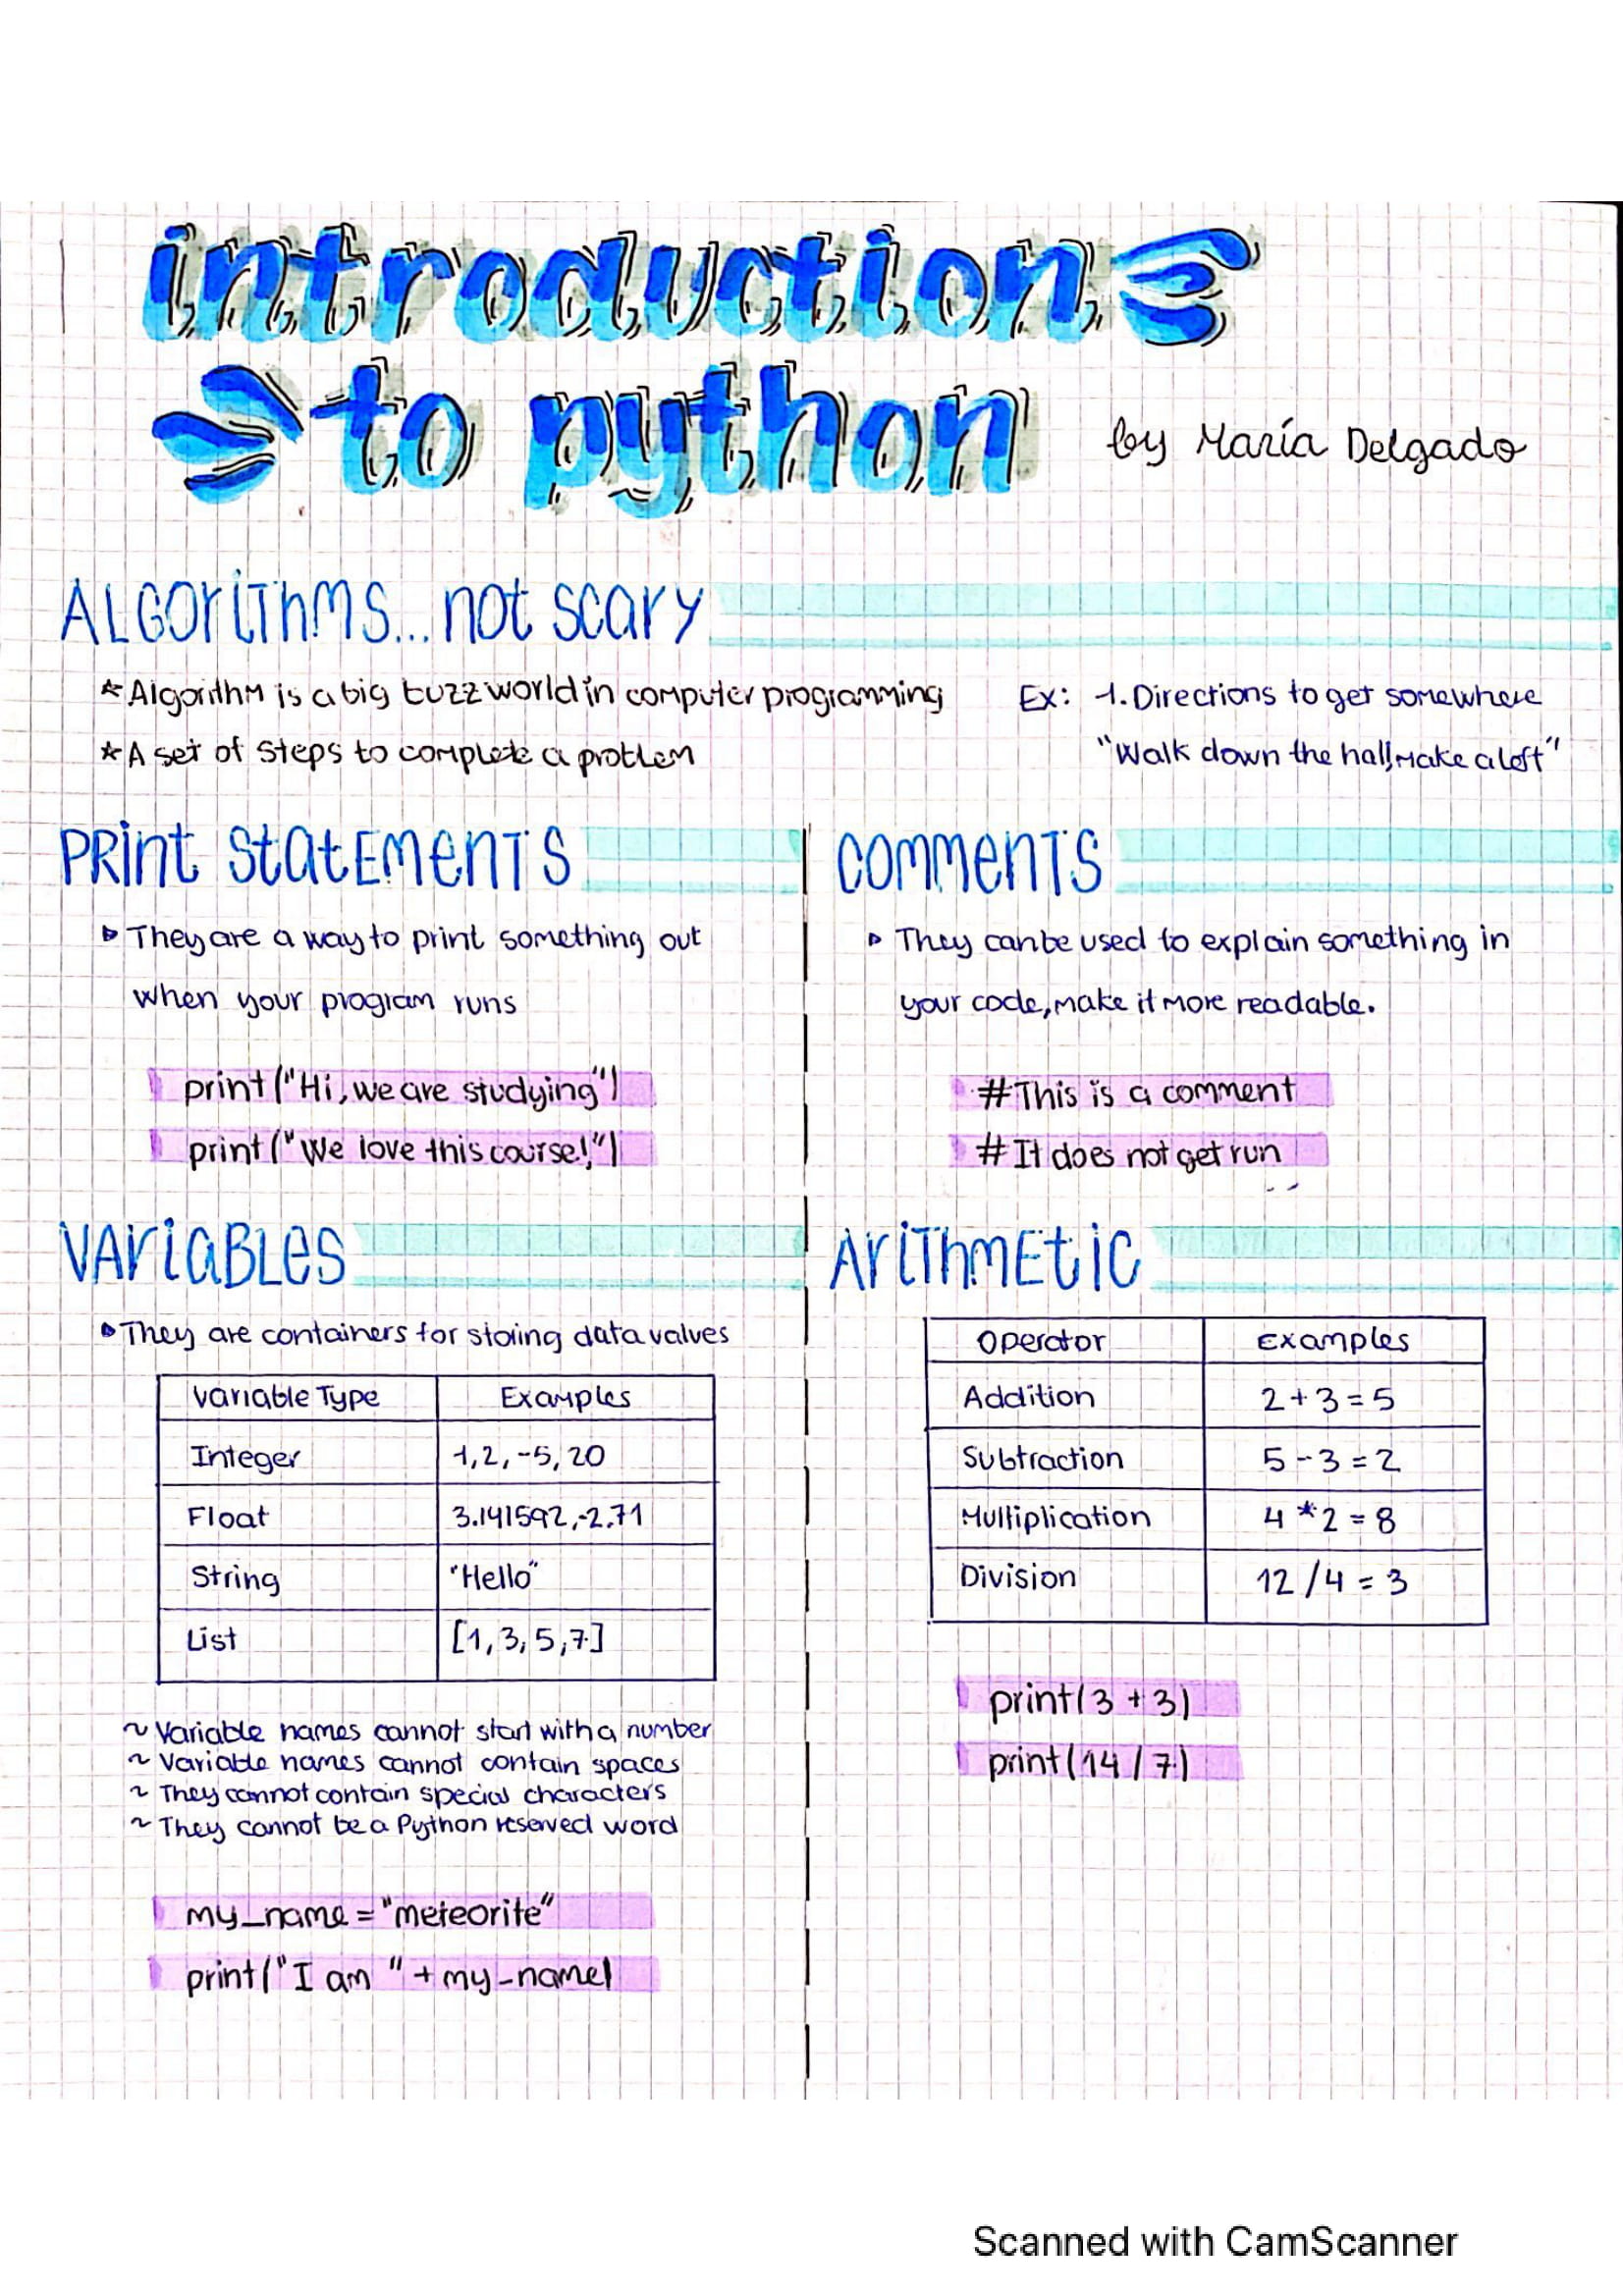 introduction
to python
by María Delgado
ALGOriThMS... not scary
*Algorithm is a big buzz world in computer programming
*A set of steps to complete a problem
Ex: 1. Directions to get somewhere
"Walk down the hall, make a left"
PRint StatEMenTS
They are a way to print something out
when your program runs
print("Hi, we are studying")
print("We love this course!")
COMMenTS
They can be used to explain something in
your code, make it more readable.
#This is a comment
#It does not get run
VAriaBLes
They are containers for storing data values
Variable Type Examples
Integer 1, 2, -5, 20
Float 3.141592, -2.71
String "Hello"
List [1, 3, 5, 7]
~ Variable names cannot start with a number
~ Variable names cannot contain spaces
~ They cannot contain special characters
~ They cannot be a Python reserved word
my_name = "meteorite"
print("I am " + my_name)
AriThmEtic
Operator Examples
Addition 2 + 3 = 5
Subtraction 5 - 3 = 2
Multiplication 4 * 2 = 8
Division 12 / 4 = 3
print(3 + 3)
print(14 / 7)
Scanned with CamScanner